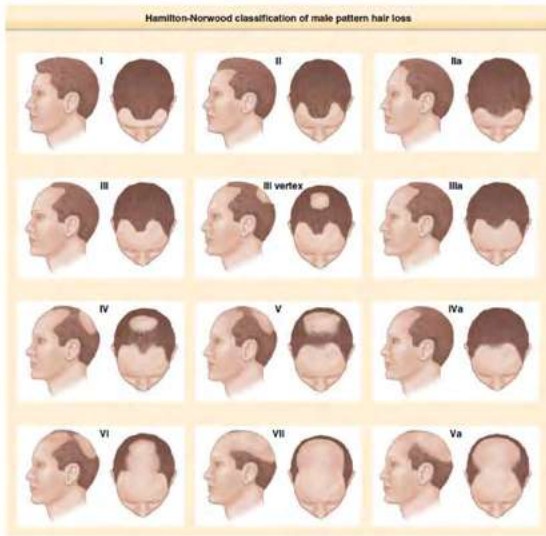 Hamilton-Norwood classification of male pattern hair loss
I
II
IIa
III
III vertex
IIIa
IV
V
IVa
VI
VII
Va